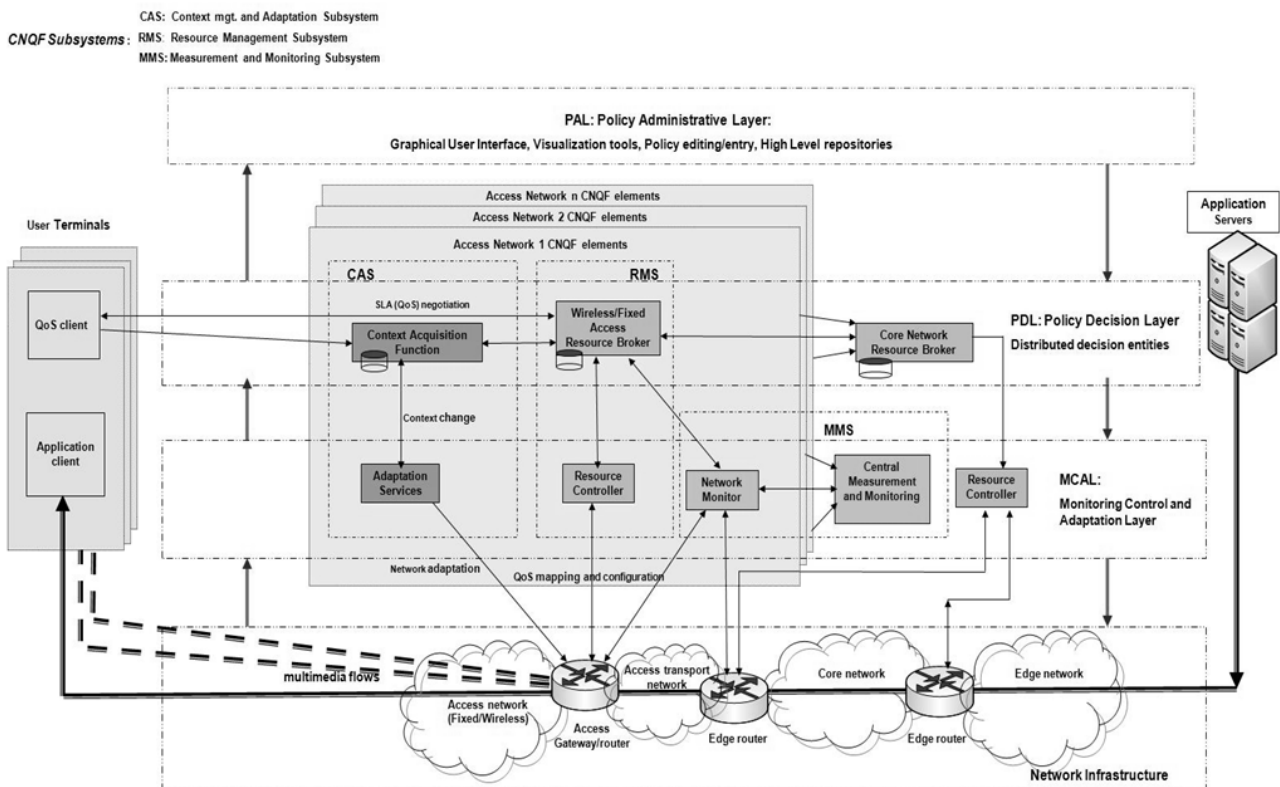 CAS: Context mgt. and Adaptation Subsystem
CNQF Subsystems: RMS: Resource Management Subsystem
MMS: Measurement and Monitoring Subsystem
PAL: Policy Administrative Layer:
Graphical User Interface, Visualization tools, Policy editing/entry, High Level repositories
Access Network n CNQF elements
Access Network 2 CNQF elements
Access Network 1 CNQF elements
User Terminals
Application
Servers
CAS
RMS
SLA (QoS) negotiation
QoS client
Context Acquisition
Function
Wireless/Fixed
Access
Resource Broker
Core Network
Resource Broker
PDL: Policy Decision Layer
Distributed decision entities
Context change
MMS
Application
client
Adaptation
Services
Resource
Controller
Network
Monitor
Central
Measurement
and Monitoring
Resource
Controller
MCAL:
Monitoring Control and
Adaptation Layer
Network adaptation
QoS mapping and configuration
multimedia flows
Access network
(Fixed/Wireless)
Access
Gateway/router
Access transport
network
Edge router
Core network
Edge router
Edge network
Network Infrastructure